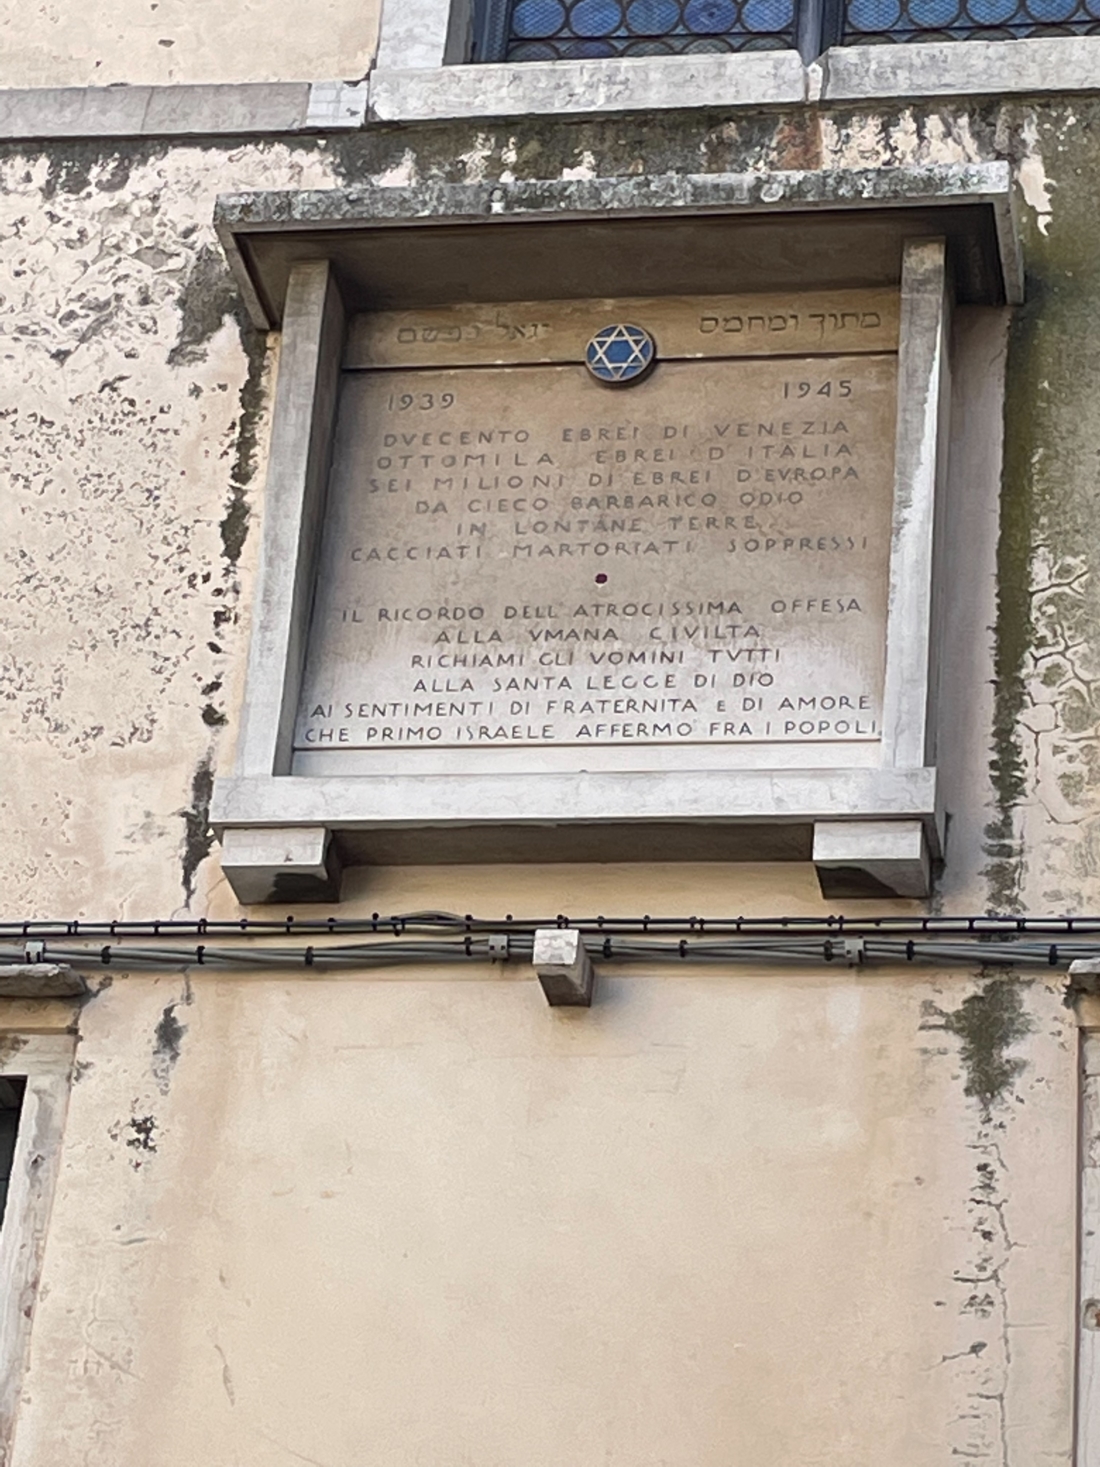 מתוך ומחמס יגאל נפשם
1939 1945
DVECENTO EBREI DI VENEZIA
OTTOMILA EBREI D'ITALIA
SEI MILIONI DI EBREI D'EVROPA
DA CIECO BARBARICO ODIO
IN LONTANE TERRE
CACCIATI MARTORIATI SOPPRESSI
IL RICORDO DELL'ATROCISSIMA OFFESA
ALLA VMANA CIVILTA
RICHIAMI GLI VOMINI TVTTI
ALLA SANTA LEGGE DI DIO
AI SENTIMENTI DI FRATERNITA E DI AMORE
CHE PRIMO ISRAELE AFFERMO FRA I POPOLI